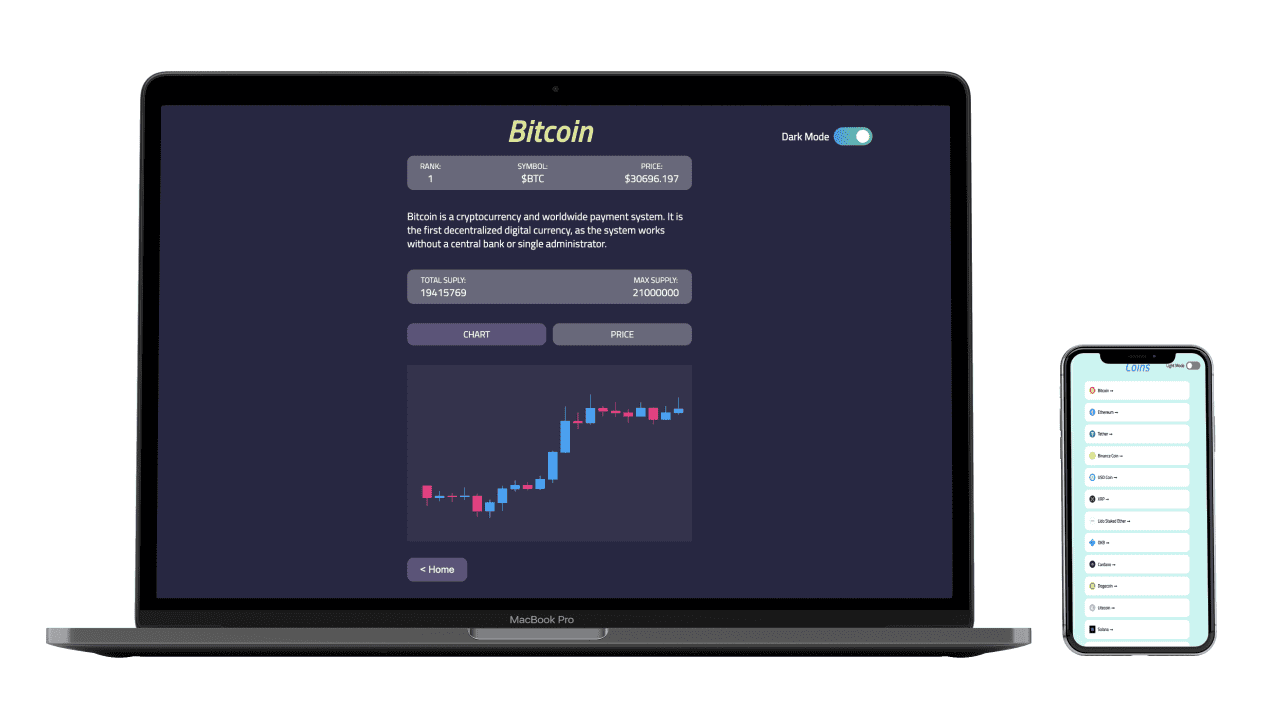 Bitcoin
Dark Mode
RANK: SYMBOL: PRICE:
1 $BTC $30696.197
Bitcoin is a cryptocurrency and worldwide payment system. It is
the first decentralized digital currency, as the system works
without a central bank or single administrator.
TOTAL SUPLY: MAX SUPPLY:
19415769 21000000
CHART PRICE
< Home
MacBook Pro
Coins
Light Mode
Bitcoin →
Ethereum →
Tether →
Binance Coin →
USD Coin →
XRP →
Lido Staked Ether →
BNB →
Cardano →
Dogecoin →
Litecoin →
Solana →